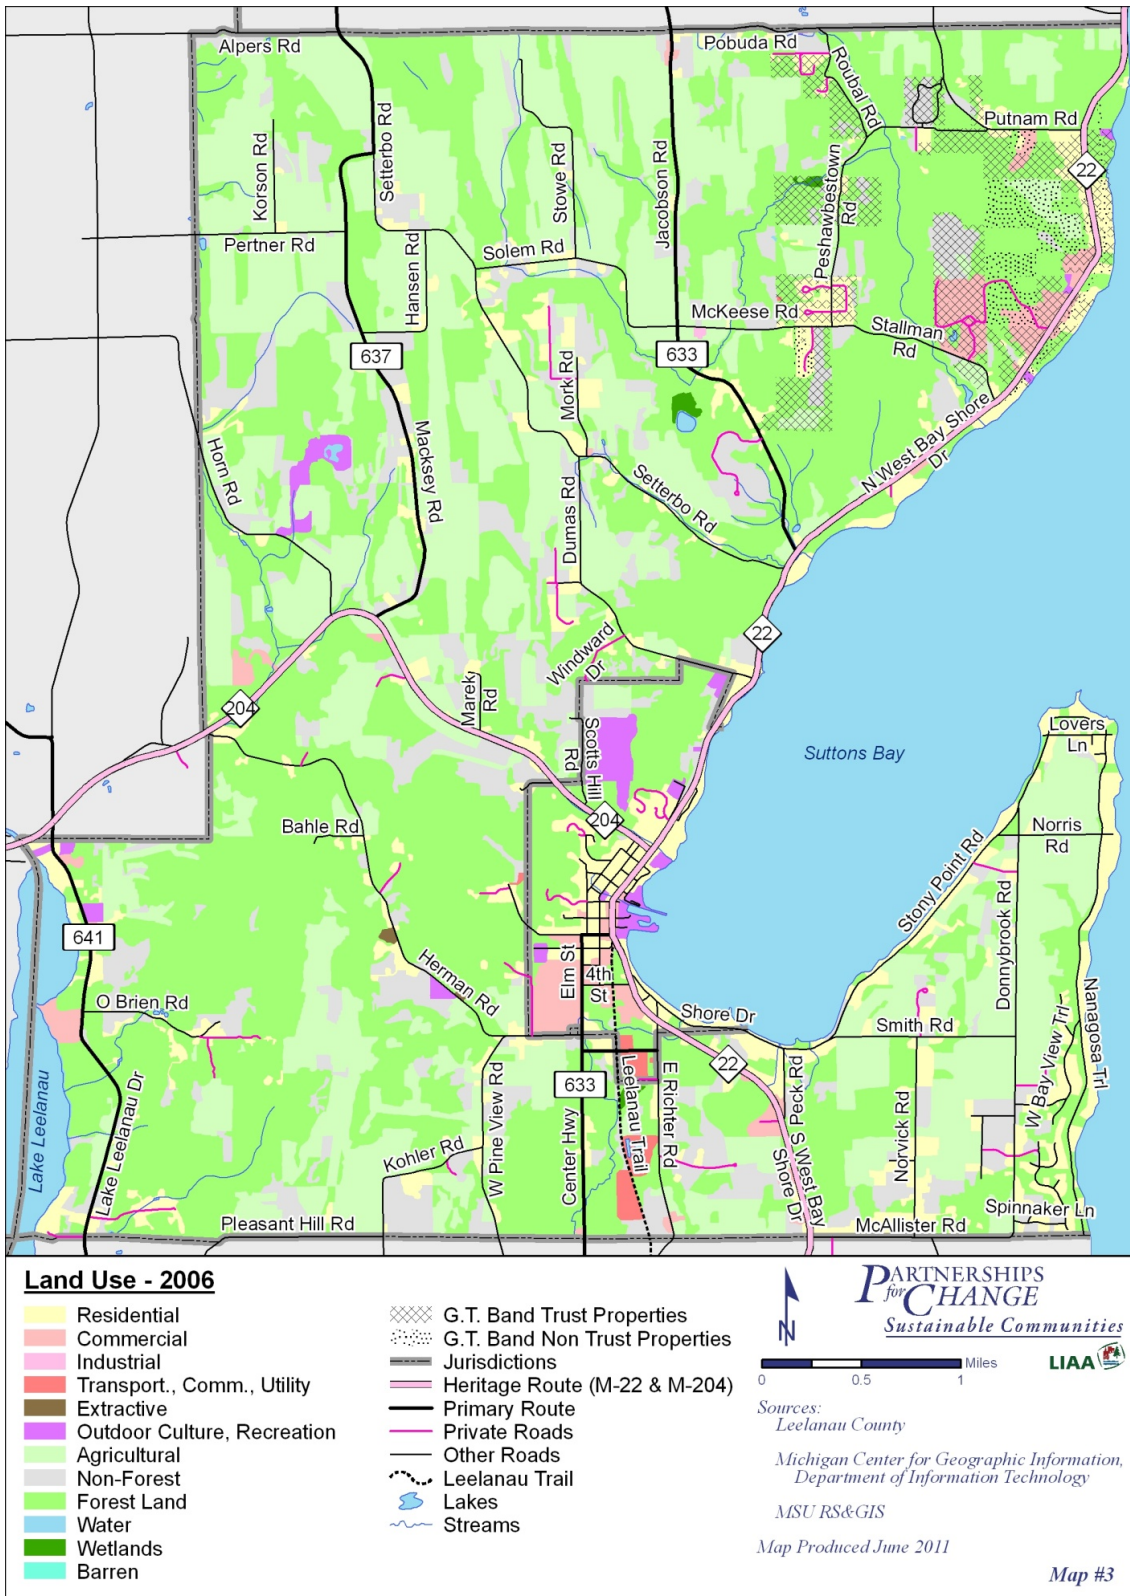 Alpers Rd
Pobuda Rd
Roubal Rd
Putnam Rd
Setterbo Rd
Korson Rd
Stowe Rd
Jacobson Rd
Peshawbestown
Rd
22
Pertner Rd
Hansen Rd
Solem Rd
McKeese Rd
Stallman
Rd
637
633
Mork Rd
N West Bay Shore
Dr
Horn Rd
Macksey Rd
Setterbo Rd
Dumas Rd
22
Windward
Dr
204
Marek
Rd
Scotts Hill
Rd
Suttons Bay
Lovers
Ln
Bahle Rd
204
Norris
Rd
Stony Point Rd
Donnybrook Rd
641
Herman Rd
Elm St
4th
St
O Brien Rd
Shore Dr
Smith Rd
Nanagosa Trl
W Bay View Trl
22
Lake Leelanau
Lake Leelanau Dr
633
Leelanau Trail
E Richter Rd
S Peck Rd
Norvick Rd
W Pine View Rd
Center Hwy
Kohler Rd
S West Bay
Shore Dr
Spinnaker Ln
Pleasant Hill Rd
McAllister Rd
Land Use - 2006
Residential
Commercial
Industrial
Transport., Comm., Utility
Extractive
Outdoor Culture, Recreation
Agricultural
Non-Forest
Forest Land
Water
Wetlands
Barren
G.T. Band Trust Properties
G.T. Band Non Trust Properties
Jurisdictions
Heritage Route (M-22 & M-204)
Primary Route
Private Roads
Other Roads
Leelanau Trail
Lakes
Streams
N
PARTNERSHIPS
for CHANGE
Sustainable Communities
Miles
0 0.5 1
LIAA
Sources:
Leelanau County
Michigan Center for Geographic Information,
Department of Information Technology
MSU RS&GIS
Map Produced June 2011
Map #3